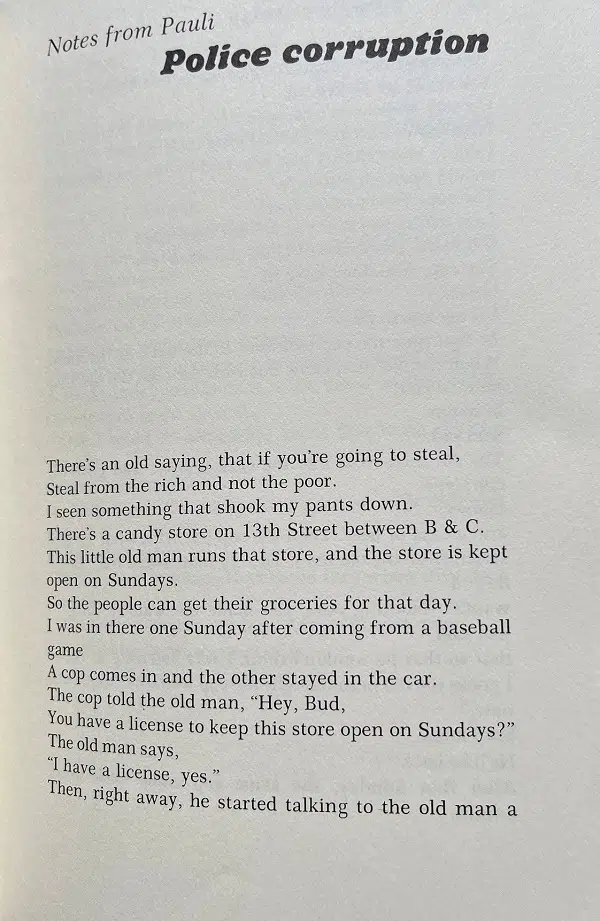 Notes from Pauli
Police corruption
There's an old saying, that if you're going to steal,
Steal from the rich and not the poor.
I seen something that shook my pants down.
There's a candy store on 13th Street between B & C.
This little old man runs that store, and the store is kept
open on Sundays.
So the people can get their groceries for that day.
I was in there one Sunday after coming from a baseball
game
A cop comes in and the other stayed in the car.
The cop told the old man, “Hey, Bud,
You have a license to keep this store open on Sundays?”
The old man says,
“I have a license, yes.”
Then, right away, he started talking to the old man a